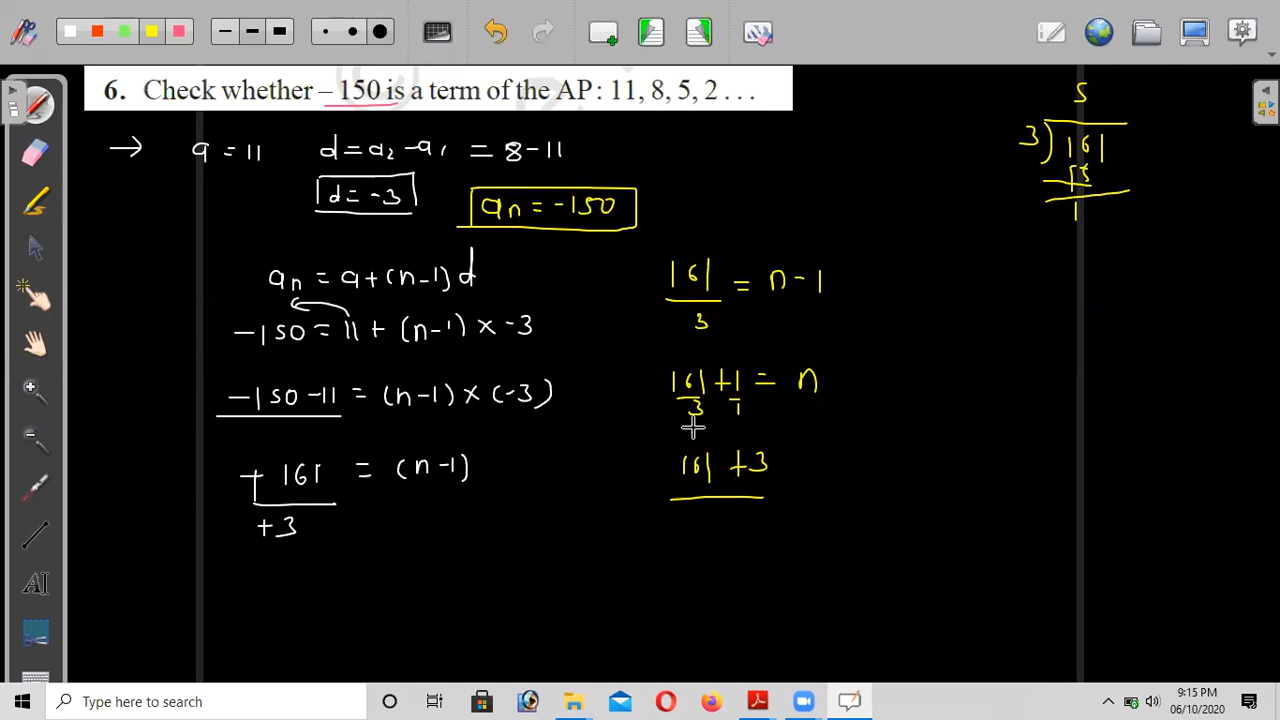 6. Check whether – 150 is a term of the AP : 11, 8, 5, 2 . . .
→ a = 11 d = a₂ - a₁ = 8 - 11
d = -3
aₙ = -150
aₙ = a + (n-1) d
-150 = 11 + (n-1) × -3
-150 -11 = (n-1) × (-3)
+ 161 = (n-1)
+3
161 = n - 1
3
161 + 1 = n
3 1
161 + 3
5
3) 161
15
1
Type here to search
9:15 PM
06/10/2020